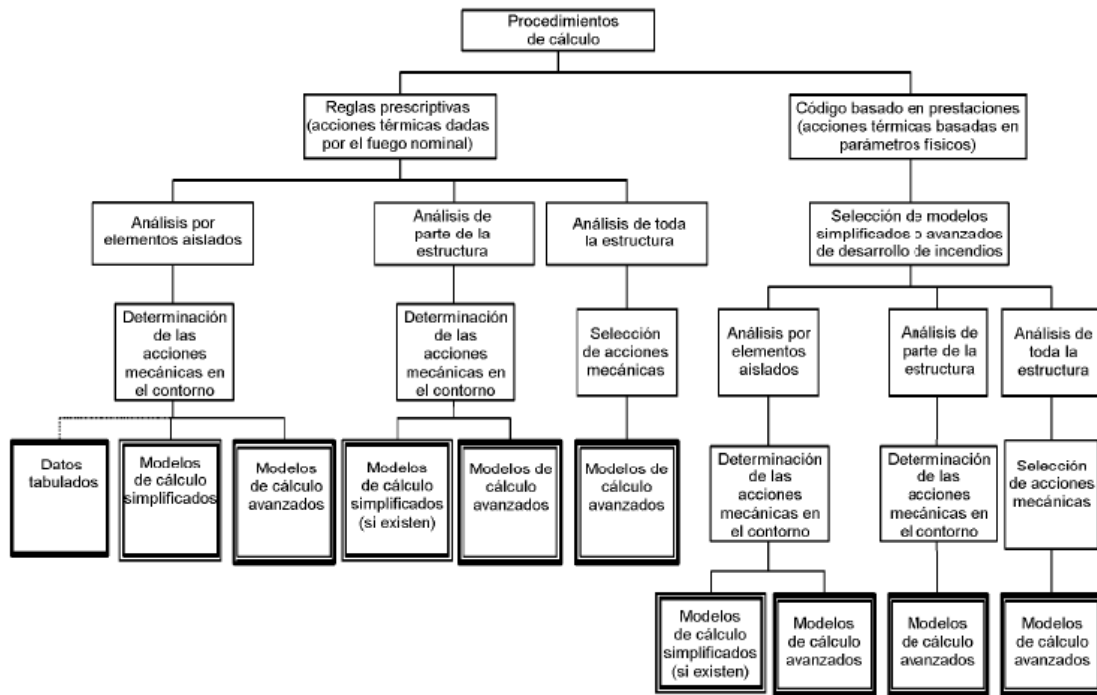 Procedimientos
de cálculo
Reglas prescriptivas
(acciones térmicas dadas
por el fuego nominal)
Código basado en prestaciones
(acciones térmicas basadas en
parámetros físicos)
Análisis por
elementos aislados
Análisis de
parte de la
estructura
Análisis de toda
la estructura
Selección de modelos
simplificados o avanzados
de desarrollo de incendios
Determinación
de las
acciones
mecánicas en
el contorno
Determinación
de las
acciones
mecánicas en
el contorno
Selección
de acciones
mecánicas
Análisis por
elementos
aislados
Análisis de
parte de la
estructura
Análisis de
toda la
estructura
Datos
tabulados
Modelos
de cálculo
simplificados
Modelos
de cálculo
avanzados
Modelos
de cálculo
simplificados
(si existen)
Modelos de
cálculo
avanzados
Modelos de
cálculo
avanzados
Determinación
de las
acciones
mecánicas en
el contorno
Determinación
de las
acciones
mecánicas en
el contorno
Selección
de acciones
mecánicas
Modelos
de cálculo
simplificados
(si existen)
Modelos
de cálculo
avanzados
Modelos
de cálculo
avanzados
Modelos
de cálculo
avanzados